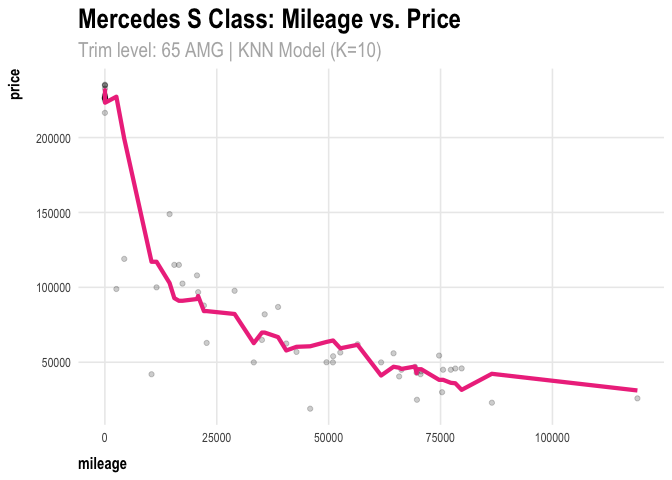 Mercedes S Class: Mileage vs. Price
Trim level: 65 AMG | KNN Model (K=10)
price
200000
150000
100000
50000
0
25000
50000
75000
100000
mileage